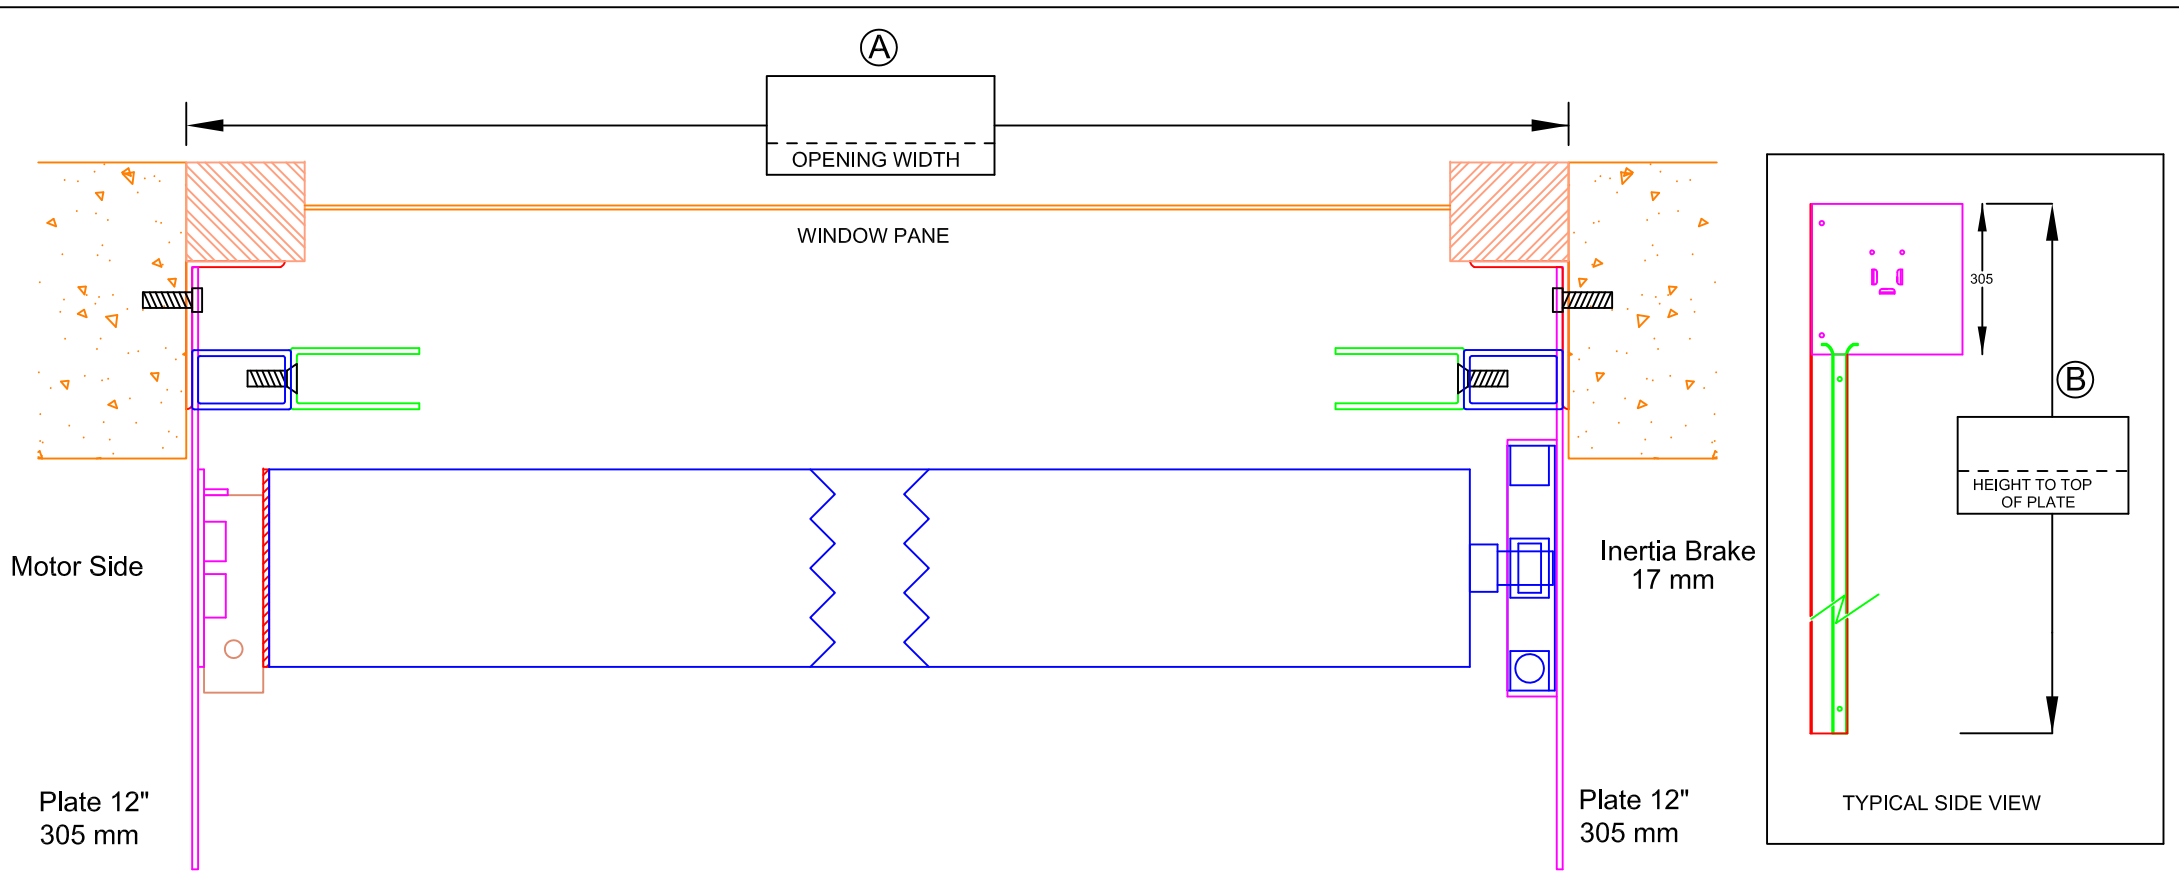 A
OPENING WIDTH
WINDOW PANE
Motor Side
Inertia Brake
17 mm
Plate 12"
305 mm
Plate 12"
305 mm
305
B
HEIGHT TO TOP
OF PLATE
TYPICAL SIDE VIEW